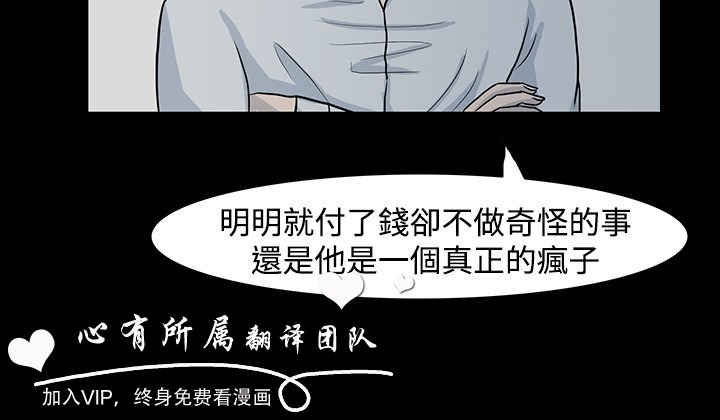 明明就付了錢卻不做奇怪的事
還是他是一個真正的瘋子
心有所属翻译团队
加入VIP，终身免费看漫画